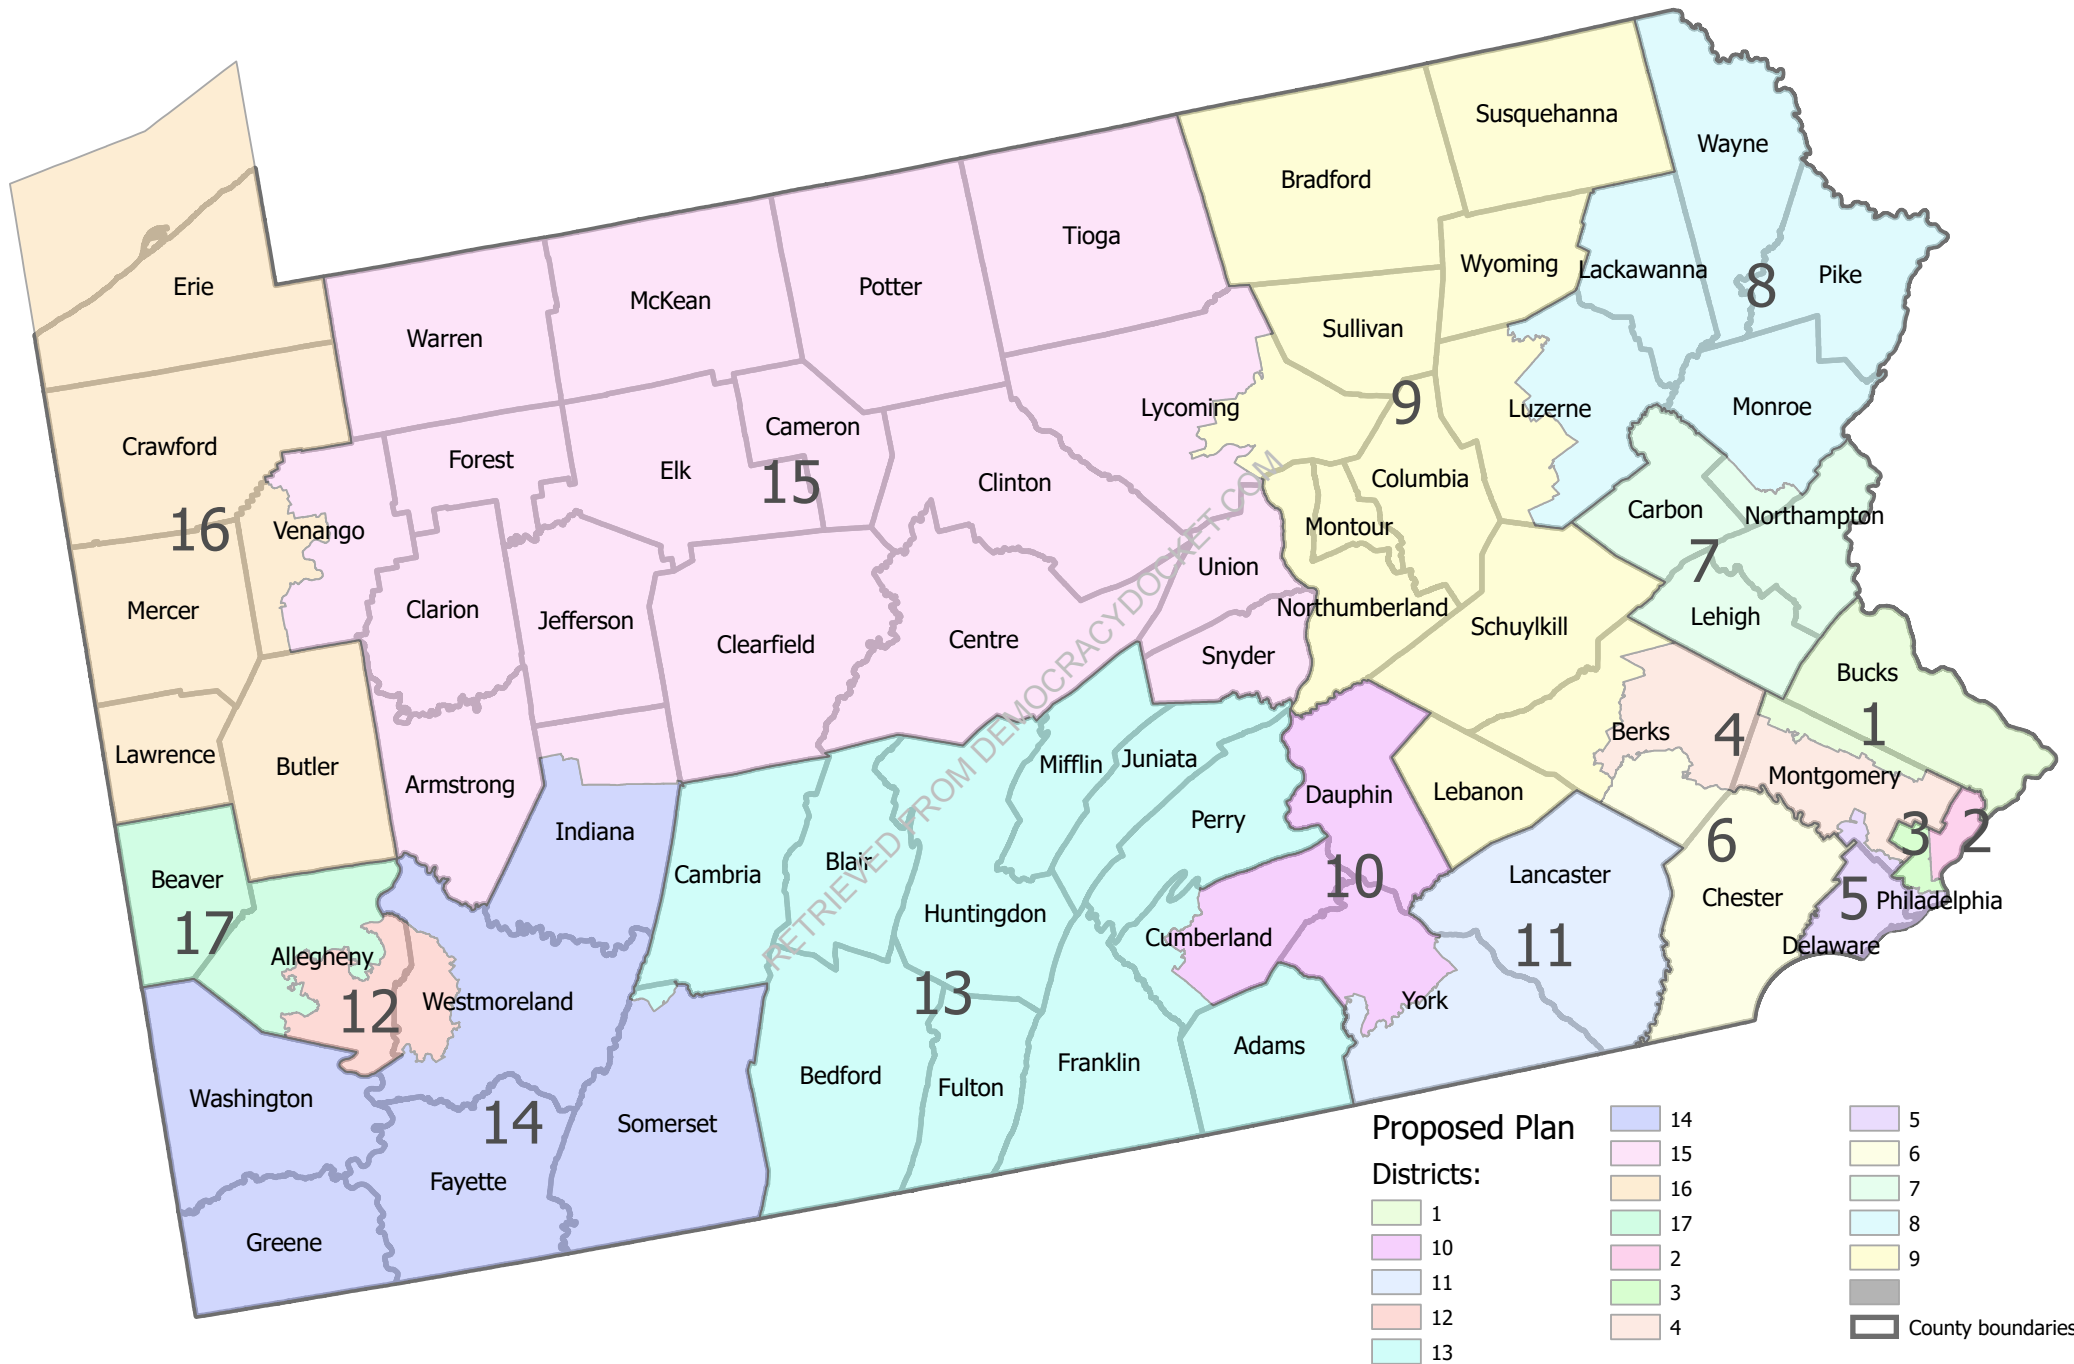 Susquehanna
Wayne
Bradford
Tioga
Wyoming
Lackawanna
Pike
8
Erie
Potter
McKean
Sullivan
Warren
Lycoming
9
Luzerne
Monroe
Cameron
Crawford
Forest
Elk
15
Clinton
Columbia
16
Venango
Montour
Carbon
Northampton
7
Union
Mercer
Clarion
Jefferson
Northumberland
Lehigh
Clearfield
Centre
Schuylkill
Snyder
Bucks
1
Berks
4
Lawrence
Butler
Mifflin
Juniata
Montgomery
Armstrong
Dauphin
Lebanon
Indiana
Perry
3
2
6
Beaver
Cambria
Blair
10
Lancaster
Chester
5
Philadelphia
Huntingdon
17
Allegheny
Cumberland
11
Delaware
12
Westmoreland
13
York
Adams
Franklin
Bedford
Fulton
Washington
14
Somerset
Fayette
Greene
RETRIEVED FROM DEMOCRACYDOCKET.COM
Proposed Plan
Districts:
1
10
11
12
13
14
15
16
17
2
3
4
5
6
7
8
9
County boundaries